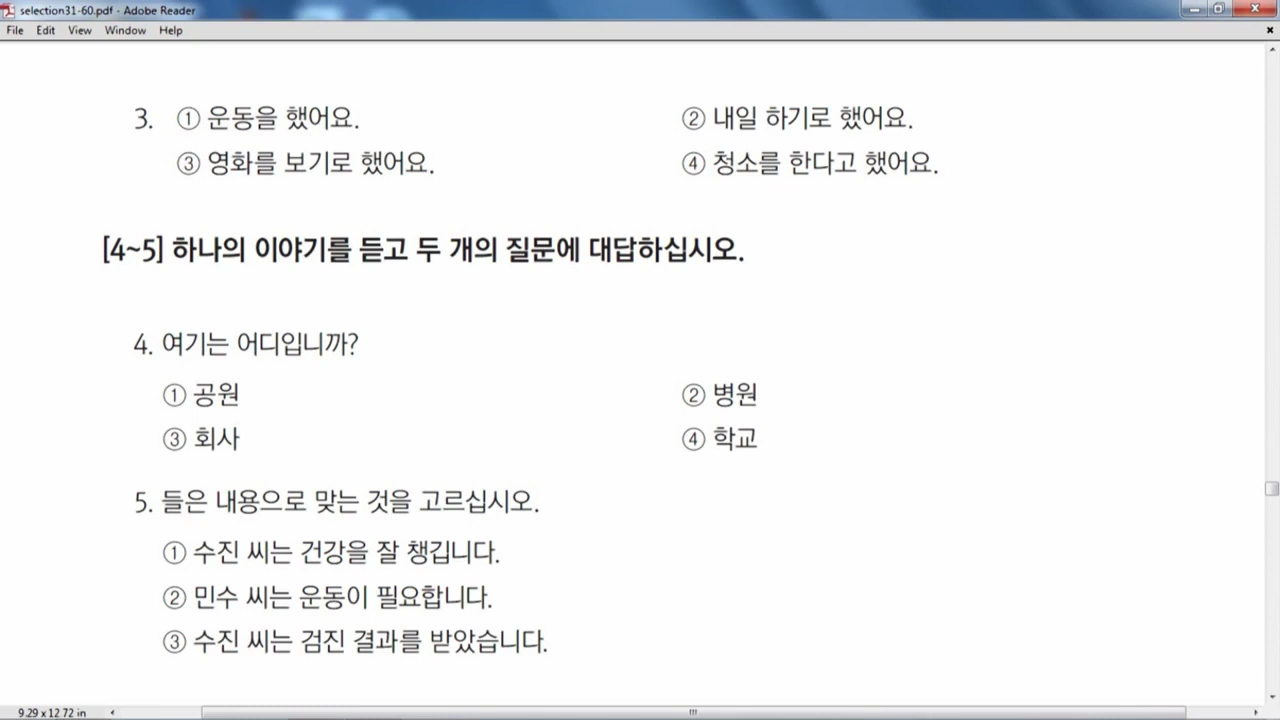 selection31-60.pdf - Adobe Reader
File Edit View Window Help
3. ① 운동을 했어요. ② 내일 하기로 했어요.
③ 영화를 보기로 했어요. ④ 청소를 한다고 했어요.
[4~5] 하나의 이야기를 듣고 두 개의 질문에 대답하십시오.
4. 여기는 어디입니까?
① 공원 ② 병원
③ 회사 ④ 학교
5. 들은 내용으로 맞는 것을 고르십시오.
① 수진 씨는 건강을 잘 챙깁니다.
② 민수 씨는 운동이 필요합니다.
③ 수진 씨는 검진 결과를 받았습니다.
9.29 x 12.72 in